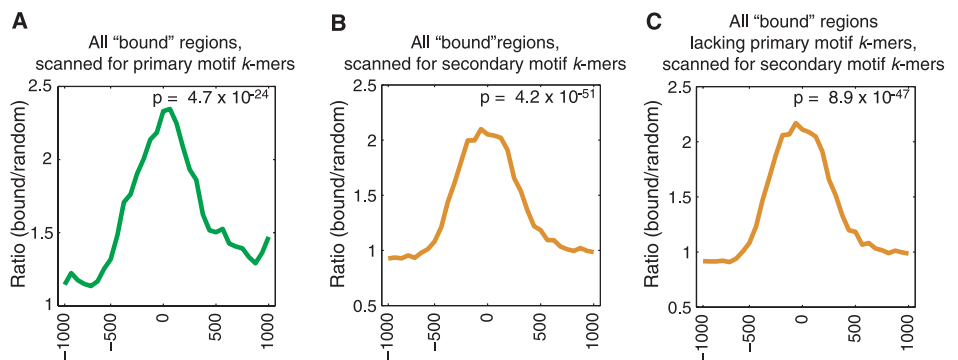 A
All “bound” regions,
scanned for primary motif k-mers
p = 4.7 x 10-24
Ratio (bound/random)
2.5
2
1.5
1
−1000
−500
0
500
1000
B
All “bound”regions,
scanned for secondary motif k-mers
p = 4.2 x 10-51
Ratio (bound/random)
2.5
2
1.5
1
0.5
−1000
−500
0
500
1000
C
All “bound” regions
lacking primary motif k-mers,
scanned for secondary motif k-mers
p = 8.9 x 10-47
Ratio (bound/random)
2.5
2
1.5
1
0.5
−1000
−500
0
500
1000